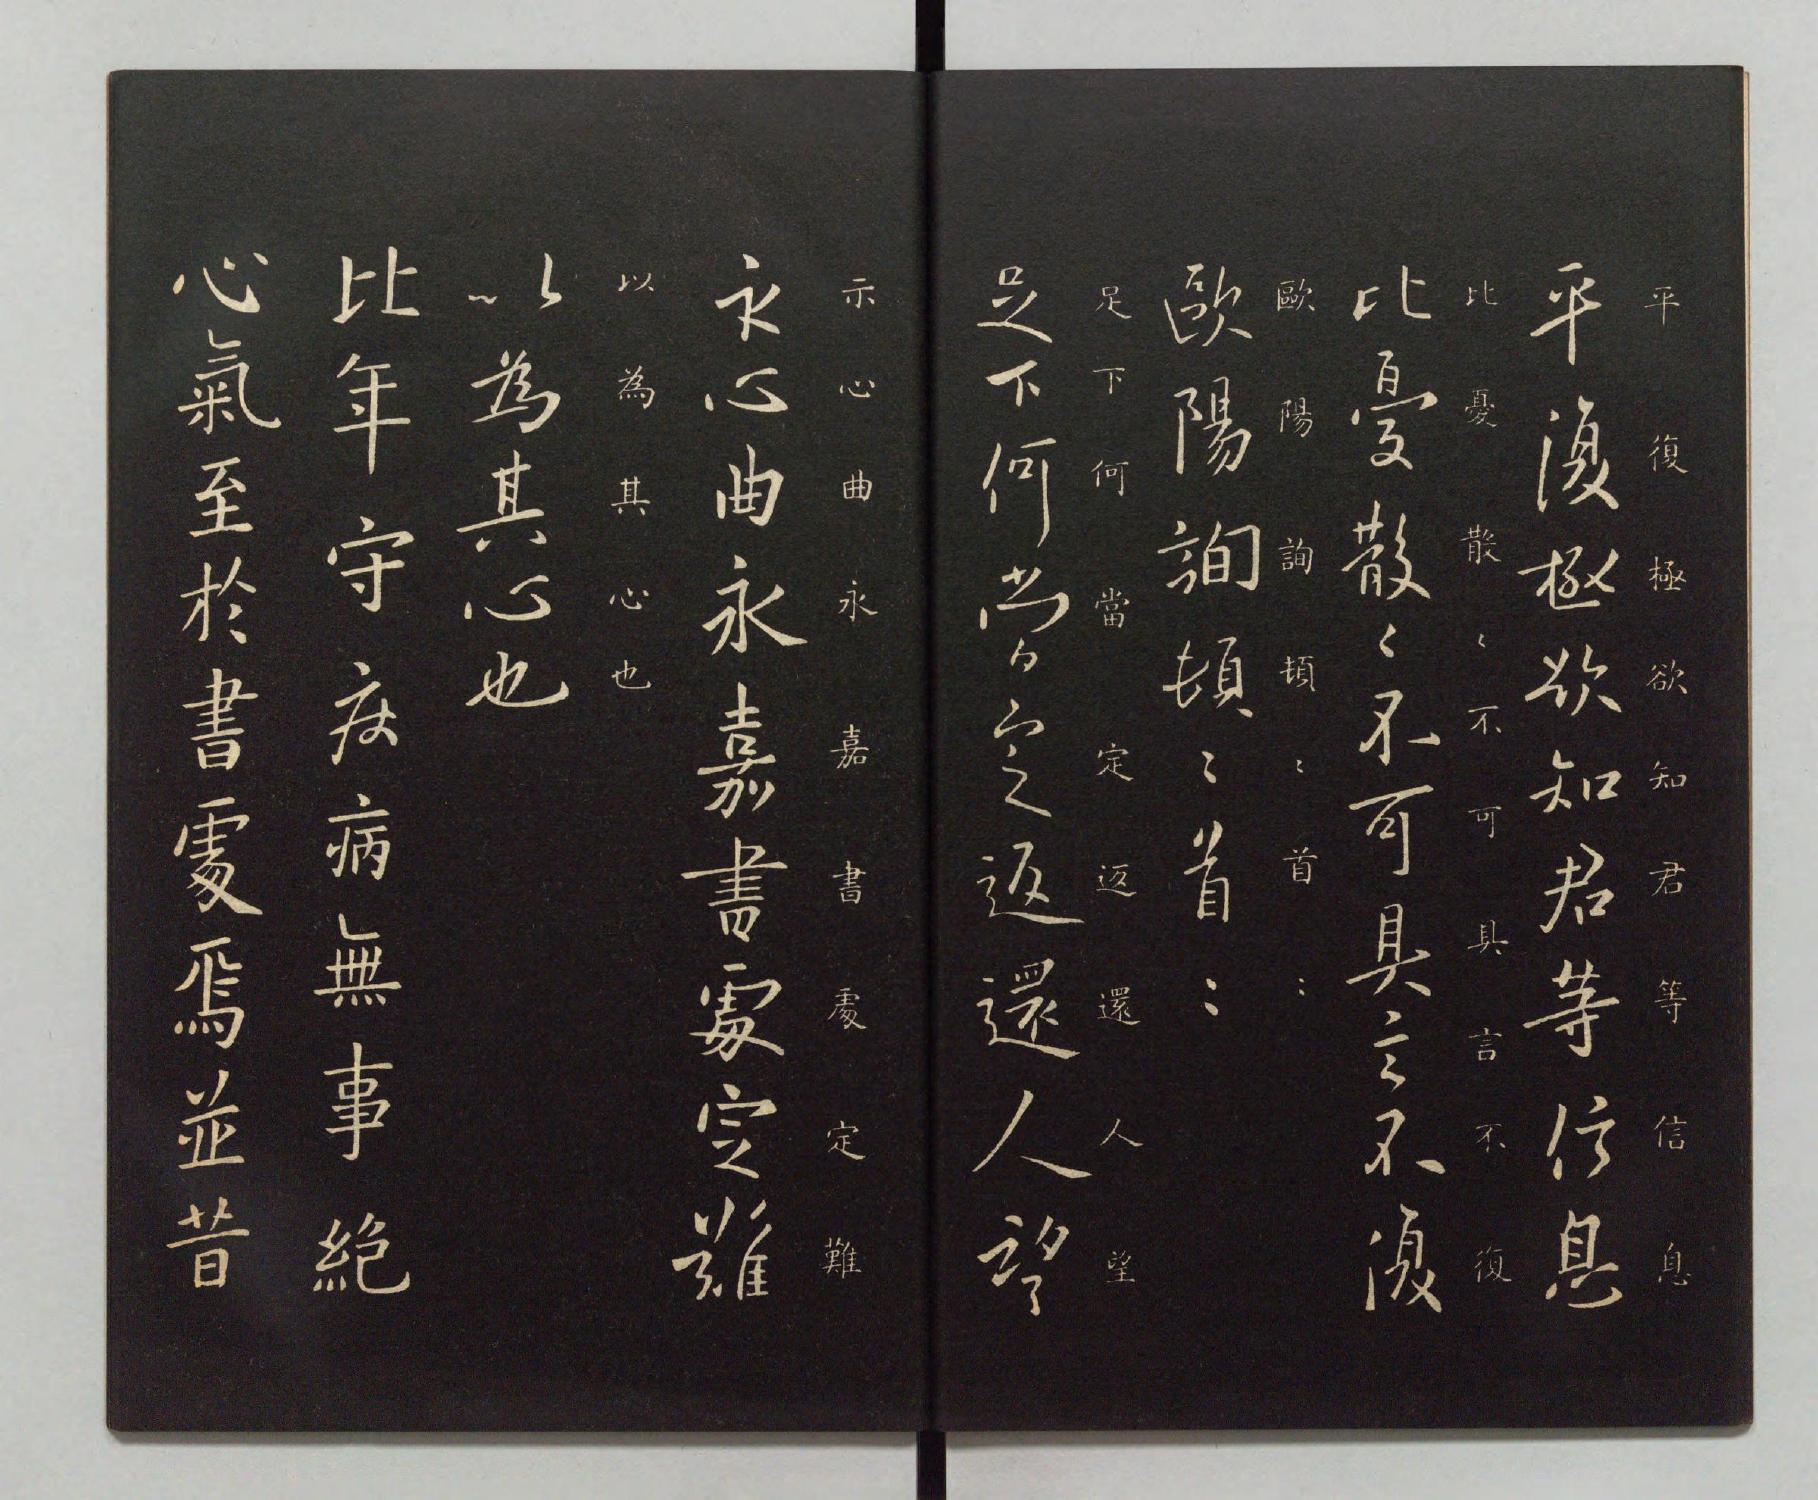 平復極欲知君等信息
平復極欲知君等信息
比憂散〻不可具言不復
比憂散〻不可具言不復
歐陽詢頓〻首〻
歐陽詢頓〻首〻
足下何當定返還人望
足下何當定返還人望
示心曲永嘉書處定難
示心曲永嘉書處定難
以為其心也
以為其心也
比年守疾病無事絕
心氣至於書處焉並昔